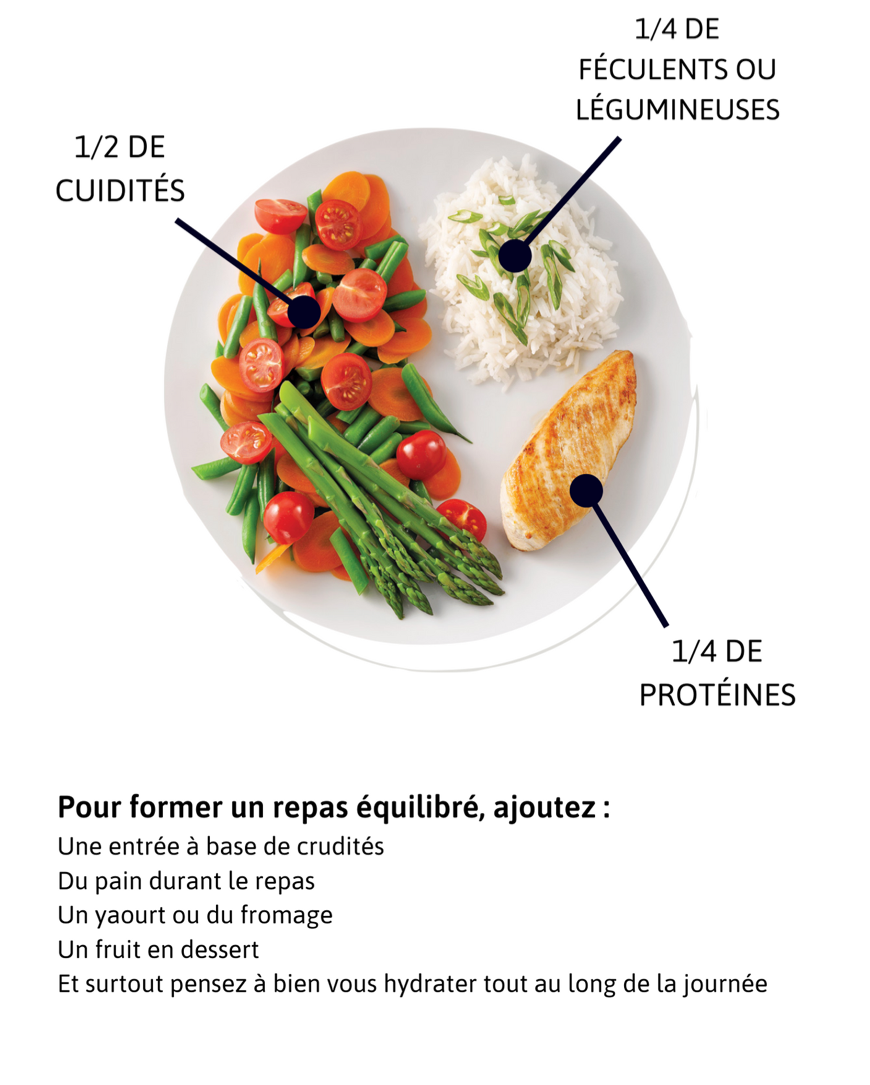 1/4 DE
FÉCULENTS OU
LÉGUMINEUSES
1/2 DE
CUIDITÉS
1/4 DE
PROTÉINES
Pour former un repas équilibré, ajoutez :
Une entrée à base de crudités
Du pain durant le repas
Un yaourt ou du fromage
Un fruit en dessert
Et surtout pensez à bien vous hydrater tout au long de la journée